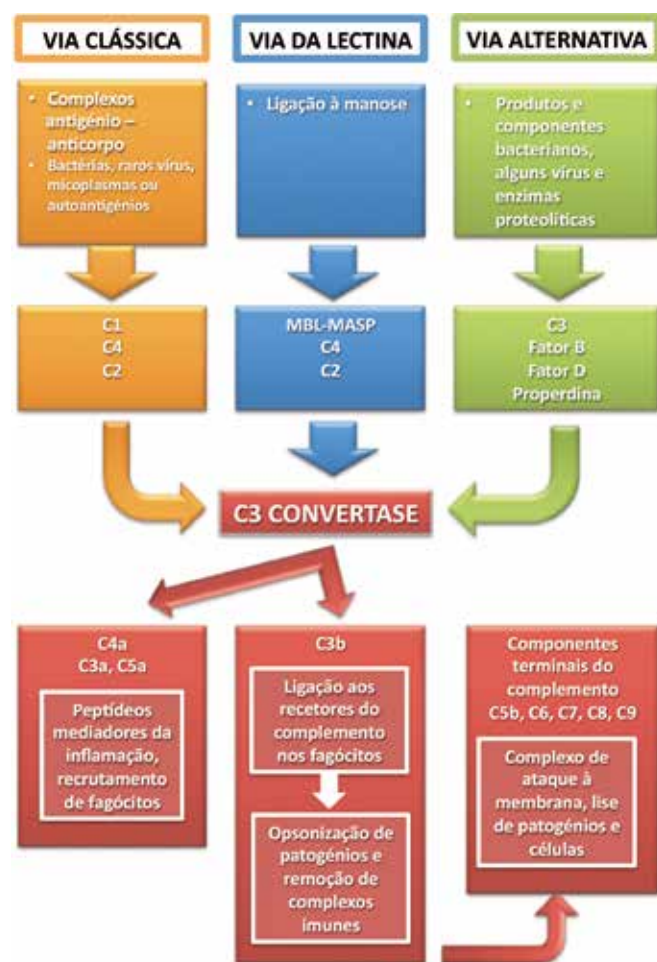 VIA CLÁSSICA
VIA DA LECTINA
VIA ALTERNATIVA
• Complexos
antigénio –
anticorpo
• Bactérias, raros vírus,
micoplasmas ou
autoantigénios
• Ligação à manose
• Produtos e
componentes
bacterianos,
alguns vírus e
enzimas
proteolíticas
C1
C4
C2
MBL-MASP
C4
C2
C3
Fator B
Fator D
Properdina
C3 CONVERTASE
C4a
C3a, C5a
Peptídeos
mediadores da
inflamação,
recrutamento
de fagócitos
C3b
Ligação aos
recetores do
complemento
nos fagócitos
Opsonização de
patogénios e
remoção de
complexos
imunes
Componentes
terminais do
complemento
C5b, C6, C7, C8, C9
Complexo de
ataque à
membrana, lise
de patogénios e
células